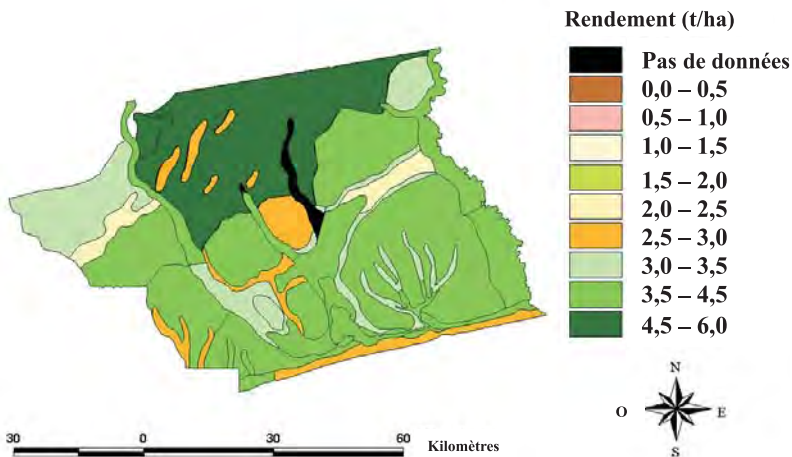 Rendement (t/ha)
Pas de données
0,0 – 0,5
0,5 – 1,0
1,0 – 1,5
1,5 – 2,0
2,0 – 2,5
2,5 – 3,0
3,0 – 3,5
3,5 – 4,5
4,5 – 6,0
N
O E
S
30 0 30 60 Kilomètres